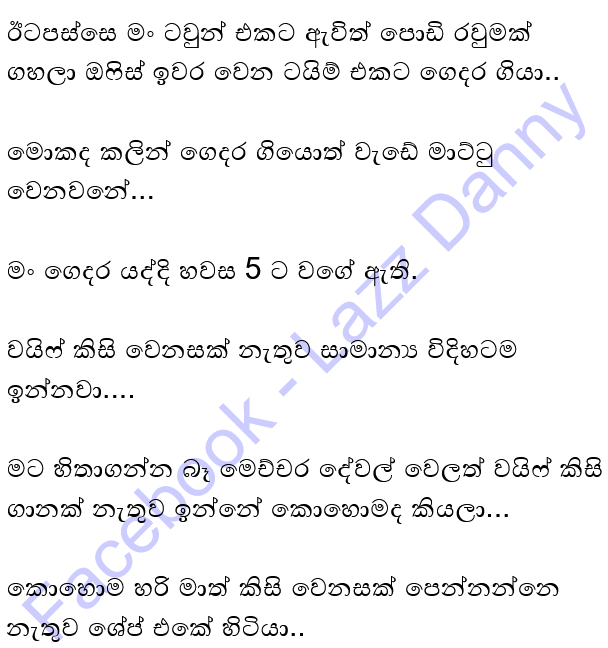 ඊටපස්සෙ මං ටවුන් එකට ඇවිත් පොඩි රවුමක්
ගහලා ඔෆිස් ඉවර වෙන ටයිම් එකට ගෙදර ගියා..
මොකද කලින් ගෙදර ගියොත් වැඩේ මාට්ටු
වෙනවනේ...
මං ගෙදර යද්දි හවස 5 ට වගේ ඇති.
වයිෆ් කිසි වෙනසක් නැතුව සාමාන්‍ය විදිහටම
ඉන්නවා....
මට හිතාගන්න බෑ මෙච්චර දේවල් වෙලත් වයිෆ් කිසි
ගානක් නැතුව ඉන්නේ කොහොමද කියලා...
කොහොම හරි මාත් කිසි වෙනසක් පෙන්නන්නෙ
නැතුව ශේප් එකේ හිටියා..
Facebook - Lazz Danny